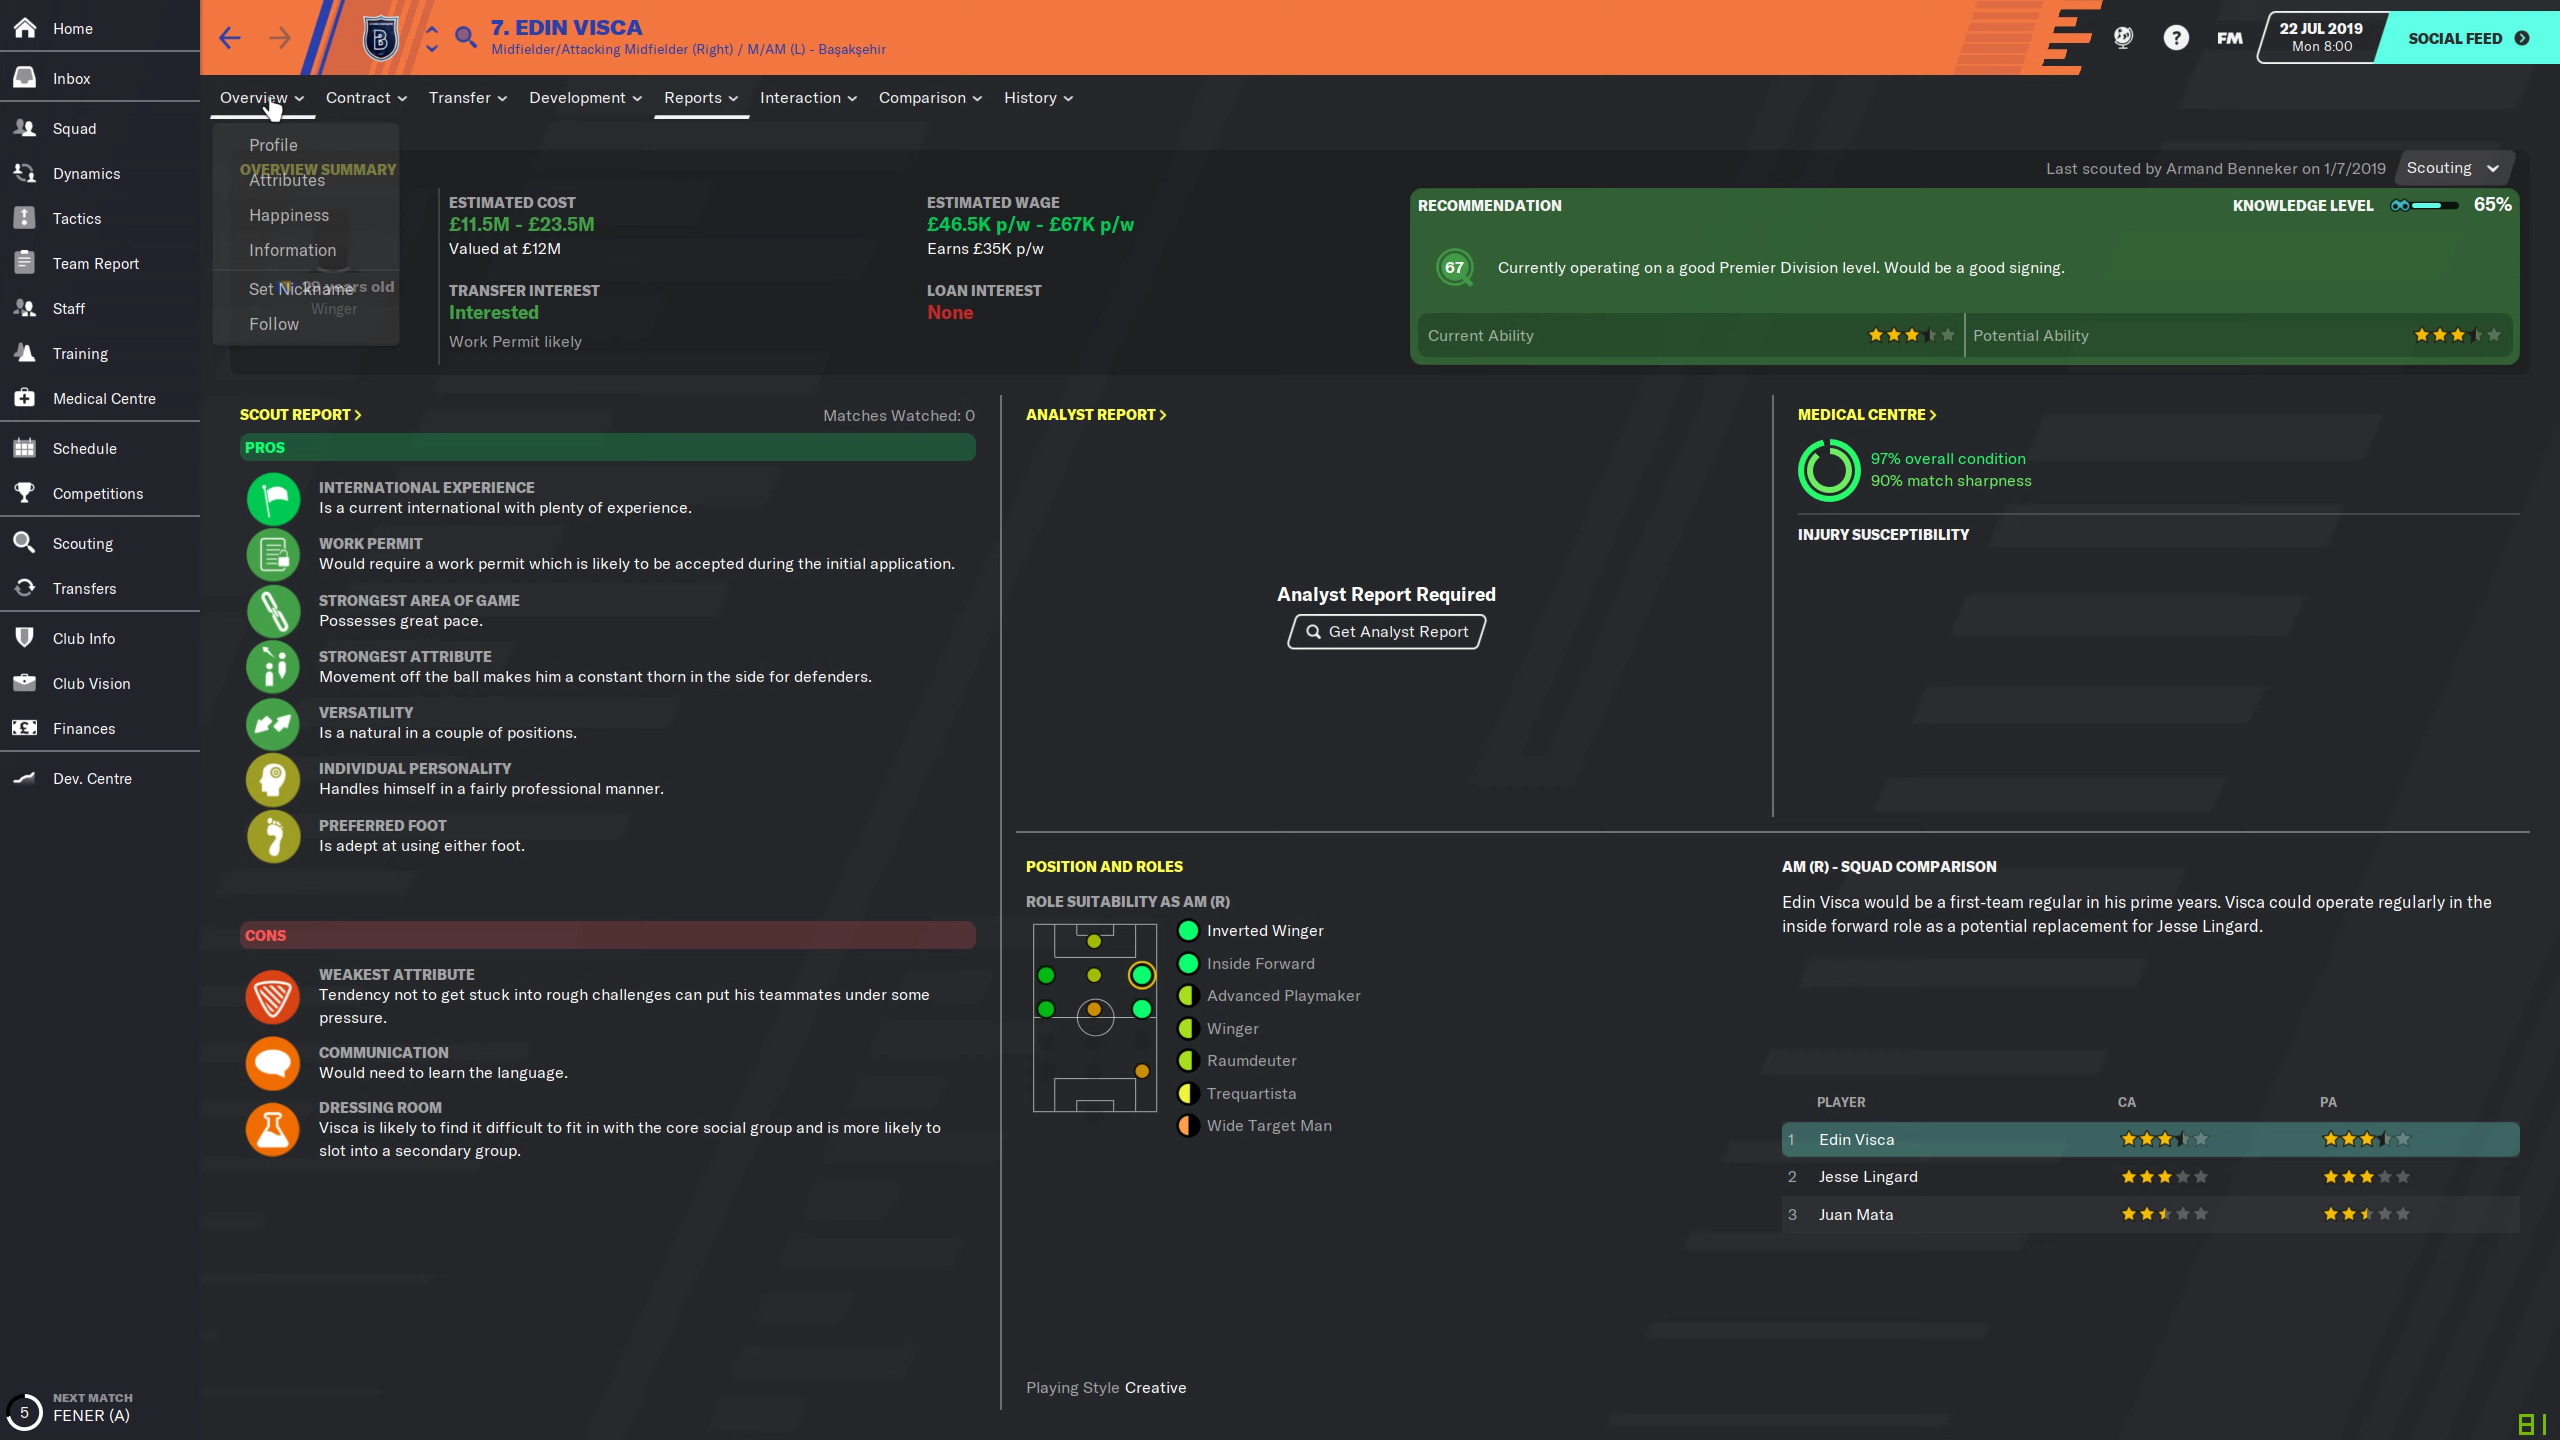 Home
Inbox
Squad
Dynamics
Tactics
Team Report
Staff
Training
Medical Centre
Schedule
Competitions
Scouting
Transfers
Club Info
Club Vision
Finances
Dev. Centre
NEXT MATCH
5 FENER (A)
7. EDIN VISCA
Midfielder/Attacking Midfielder (Right) / M/AM (L) - Başakşehir
FM
22 JUL 2019
Mon 8:00
SOCIAL FEED
Overview Contract Transfer Development Reports Interaction Comparison History
Profile
OVERVIEW SUMMARY
Attributes
Happiness
Information
Set Nickname
29 years old
Winger
Follow
ESTIMATED COST
£11.5M - £23.5M
Valued at £12M
TRANSFER INTEREST
Interested
Work Permit likely
ESTIMATED WAGE
£46.5K p/w - £67K p/w
Earns £35K p/w
LOAN INTEREST
None
Last scouted by Armand Benneker on 1/7/2019 Scouting
RECOMMENDATION KNOWLEDGE LEVEL 65%
67 Currently operating on a good Premier Division level. Would be a good signing.
Current Ability Potential Ability
SCOUT REPORT > Matches Watched: 0
PROS
INTERNATIONAL EXPERIENCE
Is a current international with plenty of experience.
WORK PERMIT
Would require a work permit which is likely to be accepted during the initial application.
STRONGEST AREA OF GAME
Possesses great pace.
STRONGEST ATTRIBUTE
Movement off the ball makes him a constant thorn in the side for defenders.
VERSATILITY
Is a natural in a couple of positions.
INDIVIDUAL PERSONALITY
Handles himself in a fairly professional manner.
PREFERRED FOOT
Is adept at using either foot.
CONS
WEAKEST ATTRIBUTE
Tendency not to get stuck into rough challenges can put his teammates under some
pressure.
COMMUNICATION
Would need to learn the language.
DRESSING ROOM
Visca is likely to find it difficult to fit in with the core social group and is more likely to
slot into a secondary group.
ANALYST REPORT >
Analyst Report Required
Get Analyst Report
MEDICAL CENTRE >
97% overall condition
90% match sharpness
INJURY SUSCEPTIBILITY
POSITION AND ROLES
ROLE SUITABILITY AS AM (R)
Inverted Winger
Inside Forward
Advanced Playmaker
Winger
Raumdeuter
Trequartista
Wide Target Man
Playing Style Creative
AM (R) - SQUAD COMPARISON
Edin Visca would be a first-team regular in his prime years. Visca could operate regularly in the
inside forward role as a potential replacement for Jesse Lingard.
PLAYER CA PA
1 Edin Visca
2 Jesse Lingard
3 Juan Mata
81